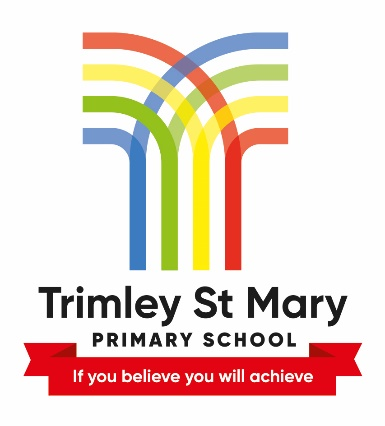 Trimley St Mary
PRIMARY SCHOOL
If you believe you will achieve